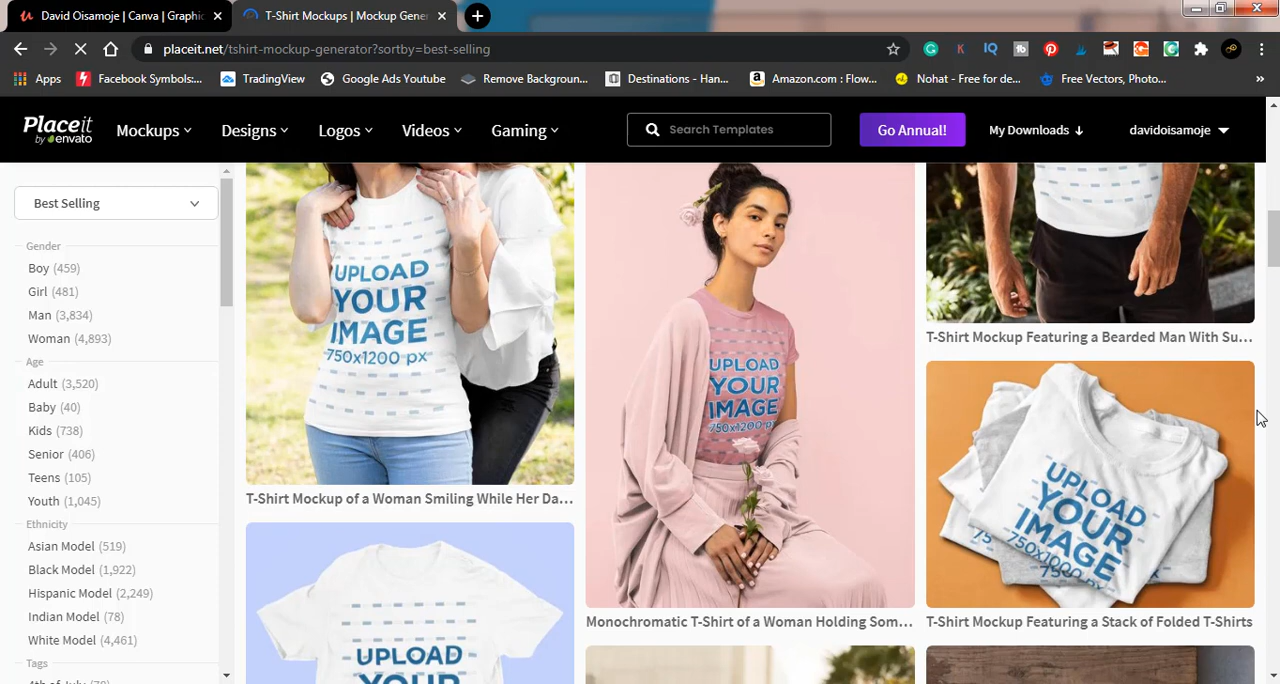 David Oisamoje | Canva | Graphic
T-Shirt Mockups | Mockup Gene
placeit.net/tshirt-mockup-generator?sortby=best-selling
Apps
Facebook Symbols:...
TradingView
Google Ads Youtube
Remove Backgroun...
Destinations - Han...
Amazon.com : Flow...
Nohat - Free for de...
Free Vectors, Photo...
»
Placeit
by envato
Mockups
Designs
Logos
Videos
Gaming
Search Templates
Go Annual!
My Downloads
davidoisamoje
Best Selling
Gender
Boy (459)
Girl (481)
Man (3,834)
Woman (4,893)
Age
Adult (3,520)
Baby (40)
Kids (738)
Senior (406)
Teens (105)
Youth (1,045)
Ethnicity
Asian Model (519)
Black Model (1,922)
Hispanic Model (2,249)
Indian Model (78)
White Model (4,461)
Tags
UPLOAD
YOUR
IMAGE
750x1200 px
T-Shirt Mockup of a Woman Smiling While Her Da...
UPLOAD
YOUR
UPLOAD
YOUR
IMAGE
750x1200 px
Monochromatic T-Shirt of a Woman Holding Som...
T-Shirt Mockup Featuring a Bearded Man With Su...
UPLOAD
YOUR
IMAGE
750x1000 px
T-Shirt Mockup Featuring a Stack of Folded T-Shirts